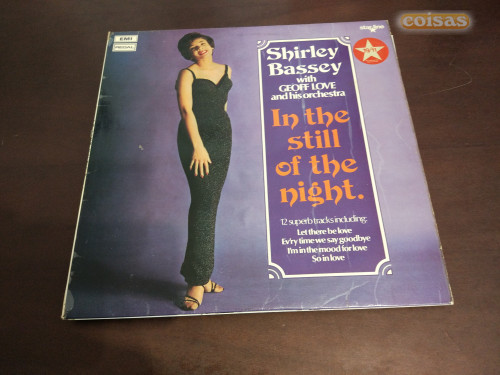 coisas
EMI
Shirley
Bassey
with
GEOFF LOVE
and his orchestra
In the
still
of the
night.
12 superb tracks including:
Let there be love
Ev'ry time we say goodbye
I'm in the mood for love
So in love